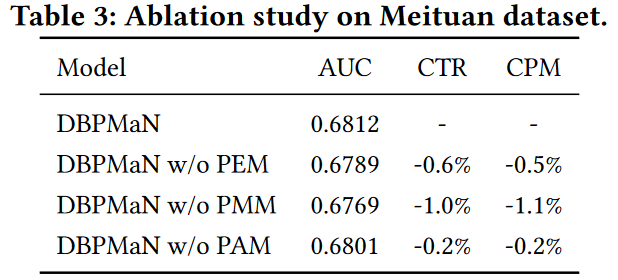 Table 3: Ablation study on Meituan dataset.
Model AUC CTR CPM
DBPMaN 0.6812 - -
DBPMaN w/o PEM 0.6789 -0.6% -0.5%
DBPMaN w/o PMM 0.6769 -1.0% -1.1%
DBPMaN w/o PAM 0.6801 -0.2% -0.2%